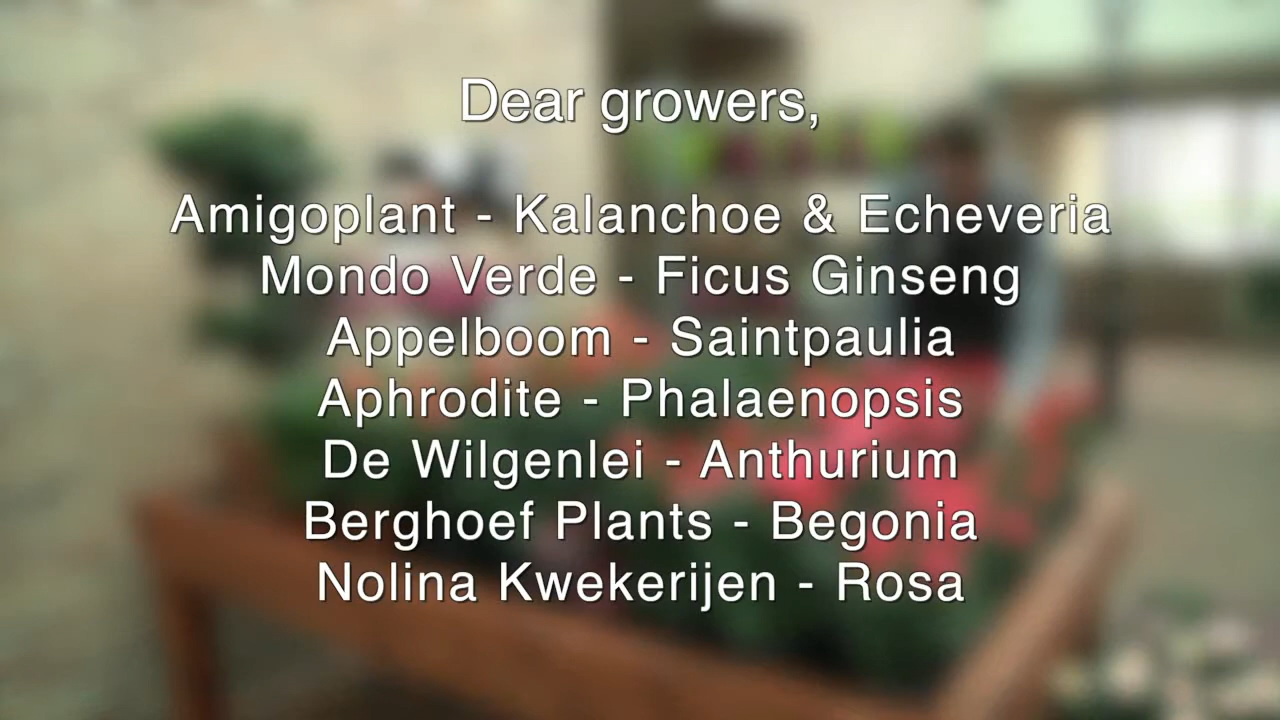 Dear growers,
Amigoplant - Kalanchoe & Echeveria
Mondo Verde - Ficus Ginseng
Appelboom - Saintpaulia
Aphrodite - Phalaenopsis
De Wilgenlei - Anthurium
Berghoef Plants - Begonia
Nolina Kwekerijen - Rosa